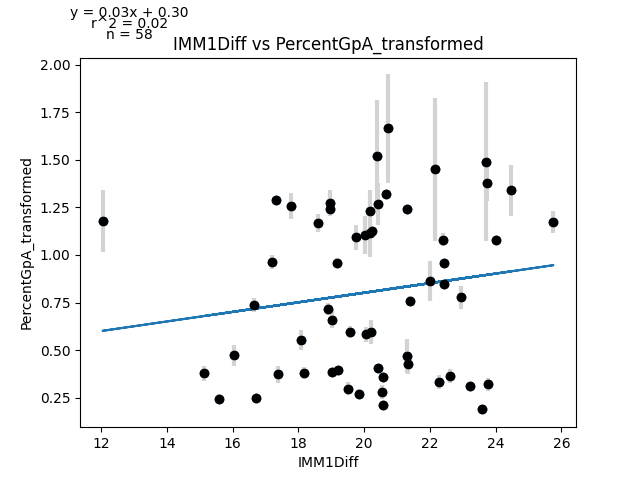 y = 0.03x + 0.30
r^2 = 0.02
n = 58
IMM1Diff vs PercentGpA_transformed
2.00
1.75
1.50
1.25
1.00
0.75
0.50
0.25
PercentGpA_transformed
12 14 16 18 20 22 24 26
IMM1Diff